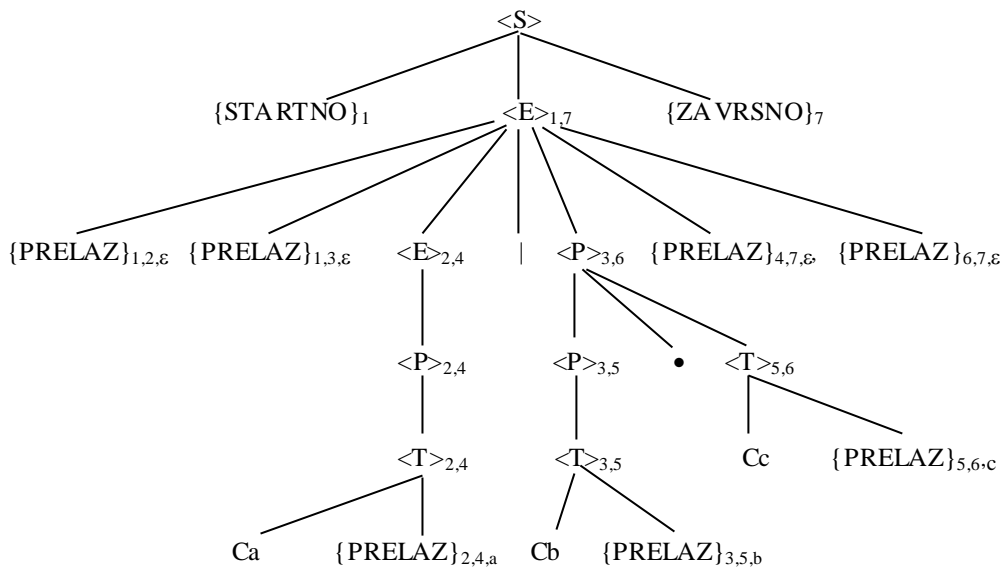 <S>
{STARTNO}₁ <E>₁,₇ {ZAVRSNO}₇
{PRELAZ}₁,₂,ε {PRELAZ}₁,₃,ε <E>₂,₄ | <P>₃,₆ {PRELAZ}₄,₇,ε, {PRELAZ}₆,₇,ε
<P>₂,₄ <P>₃,₅ • <T>₅,₆
<T>₂,₄ <T>₃,₅ Cc {PRELAZ}₅,₆,c
Ca {PRELAZ}₂,₄,a Cb {PRELAZ}₃,₅,b